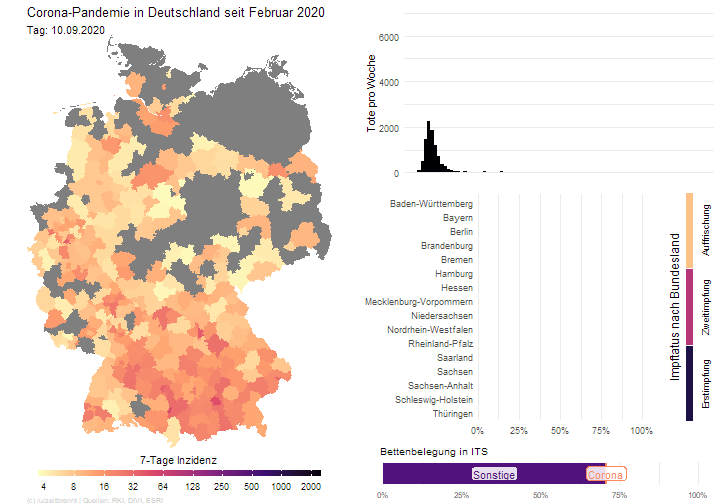 Corona-Pandemie in Deutschland seit Februar 2020
Tag: 10.09.2020
7-Tage Inzidenz
4 8 16 32 64 125 250 500 1000 2000
(c) /u/zeitbrennt | Quellen: RKI, DIVI, ESRI
Tote pro Woche
6000
4000
2000
0
Baden-Württemberg
Bayern
Berlin
Brandenburg
Bremen
Hamburg
Hessen
Mecklenburg-Vorpommern
Niedersachsen
Nordrhein-Westfalen
Rheinland-Pfalz
Saarland
Sachsen
Sachsen-Anhalt
Schleswig-Holstein
Thüringen
0% 25% 50% 75% 100%
Impfstatus nach Bundesland
Auffrischung
Zweitimpfung
Erstimpfung
Bettenbelegung in ITS
Sonstige
Corona
0% 25% 50% 75% 100%